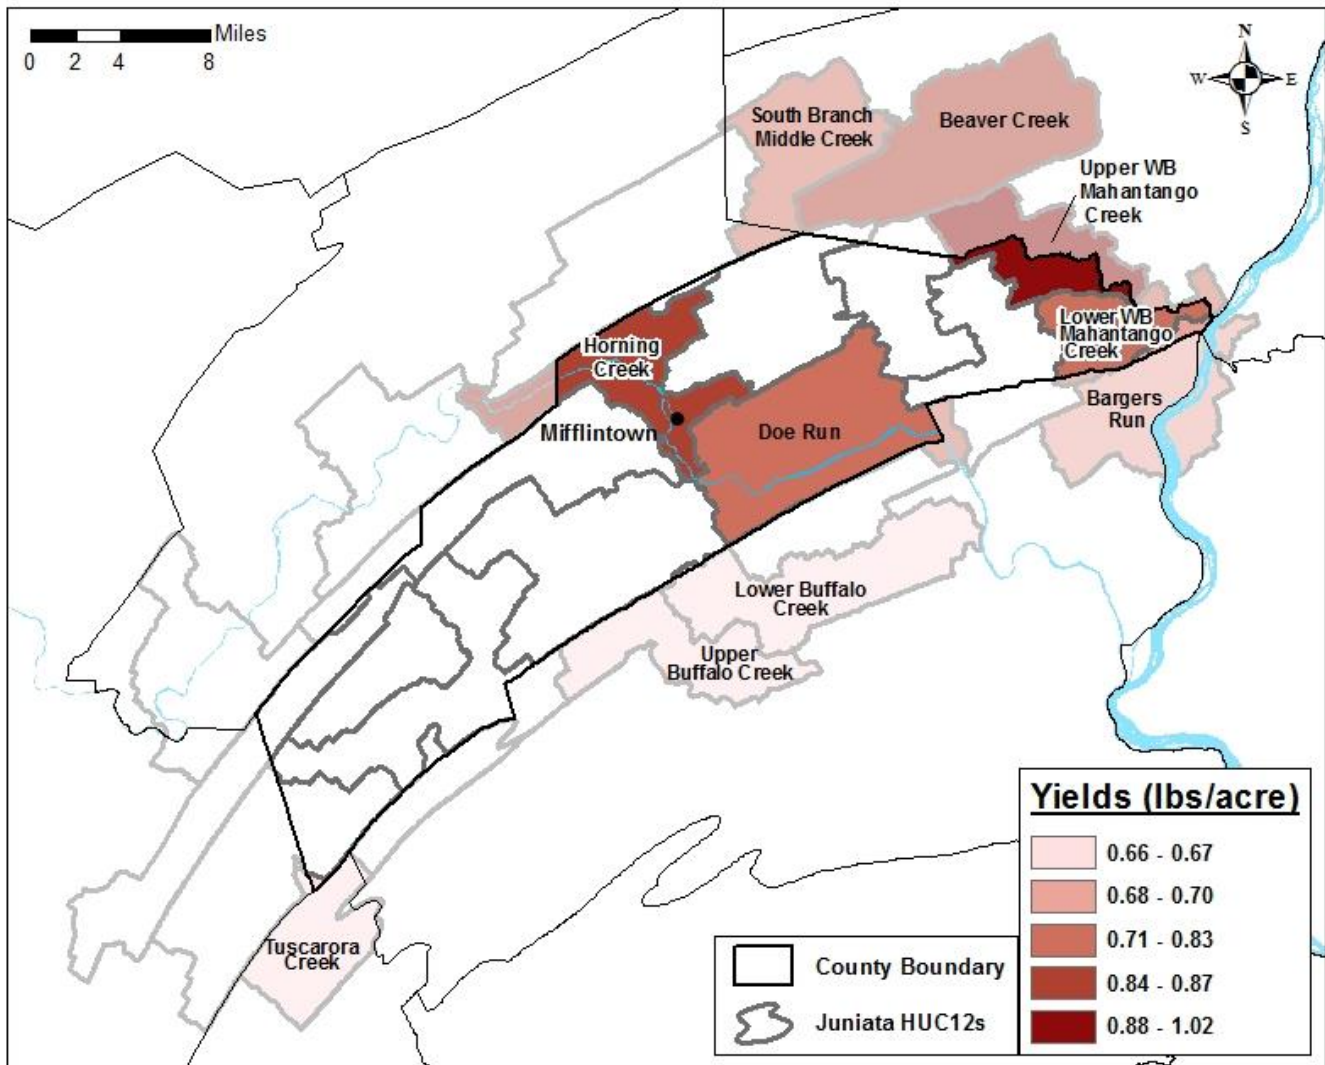 Miles
0 2 4 8
N
W E
S
South Branch
Middle Creek
Beaver Creek
Upper WB
Mahantango
Creek
Lower WB
Mahantango
Creek
Horning
Creek
Bargers
Run
Mifflintown
Doe Run
Lower Buffalo
Creek
Upper
Buffalo Creek
Tuscarora
Creek
Yields (lbs/acre)
0.66 - 0.67
0.68 - 0.70
0.71 - 0.83
0.84 - 0.87
0.88 - 1.02
County Boundary
Juniata HUC12s